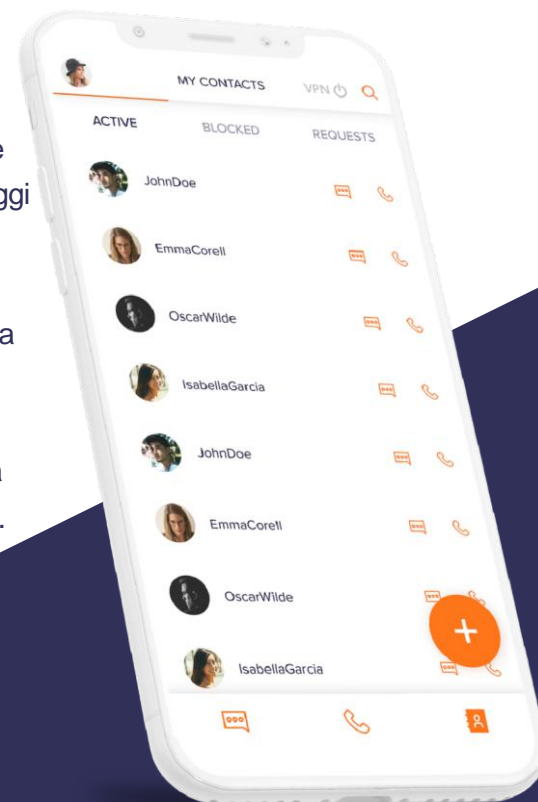 MY CONTACTS VPN
ACTIVE BLOCKED REQUESTS
JohnDoe
EmmaCorell
OscarWilde
IsabellaGarcia
JohnDoe
EmmaCorell
OscarWilde
IsabellaGarcia